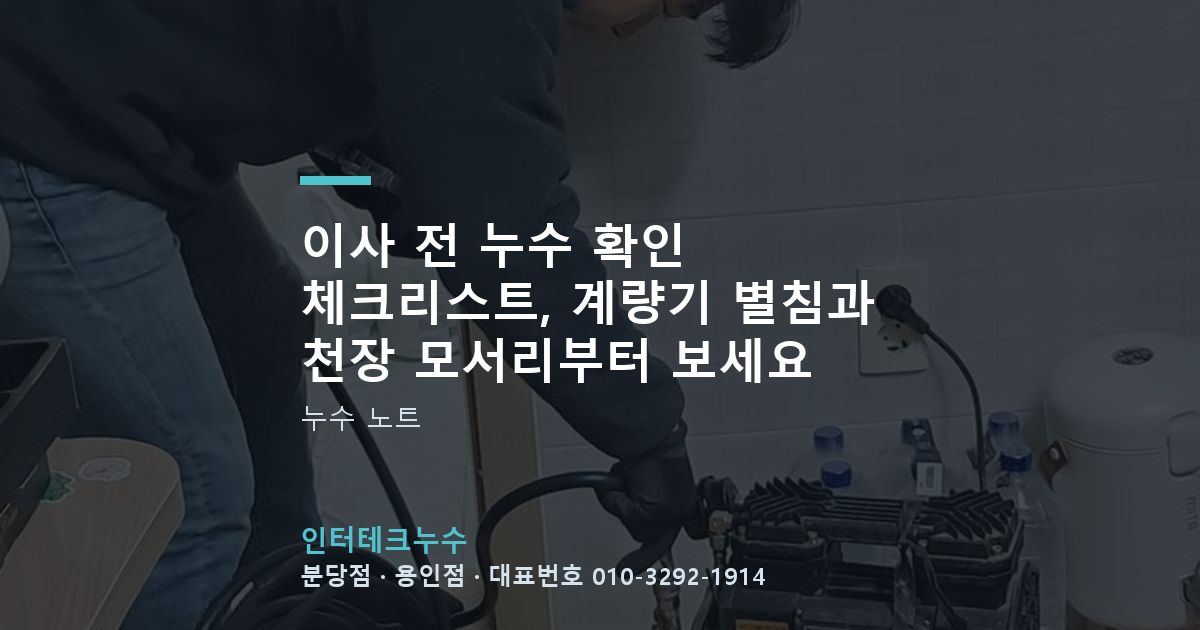 이사 전 누수 확인
체크리스트, 계량기 별침과
천장 모서리부터 보세요
누수 노트
인터테크누수
분당점 · 용인점 · 대표번호 010-3292-1914